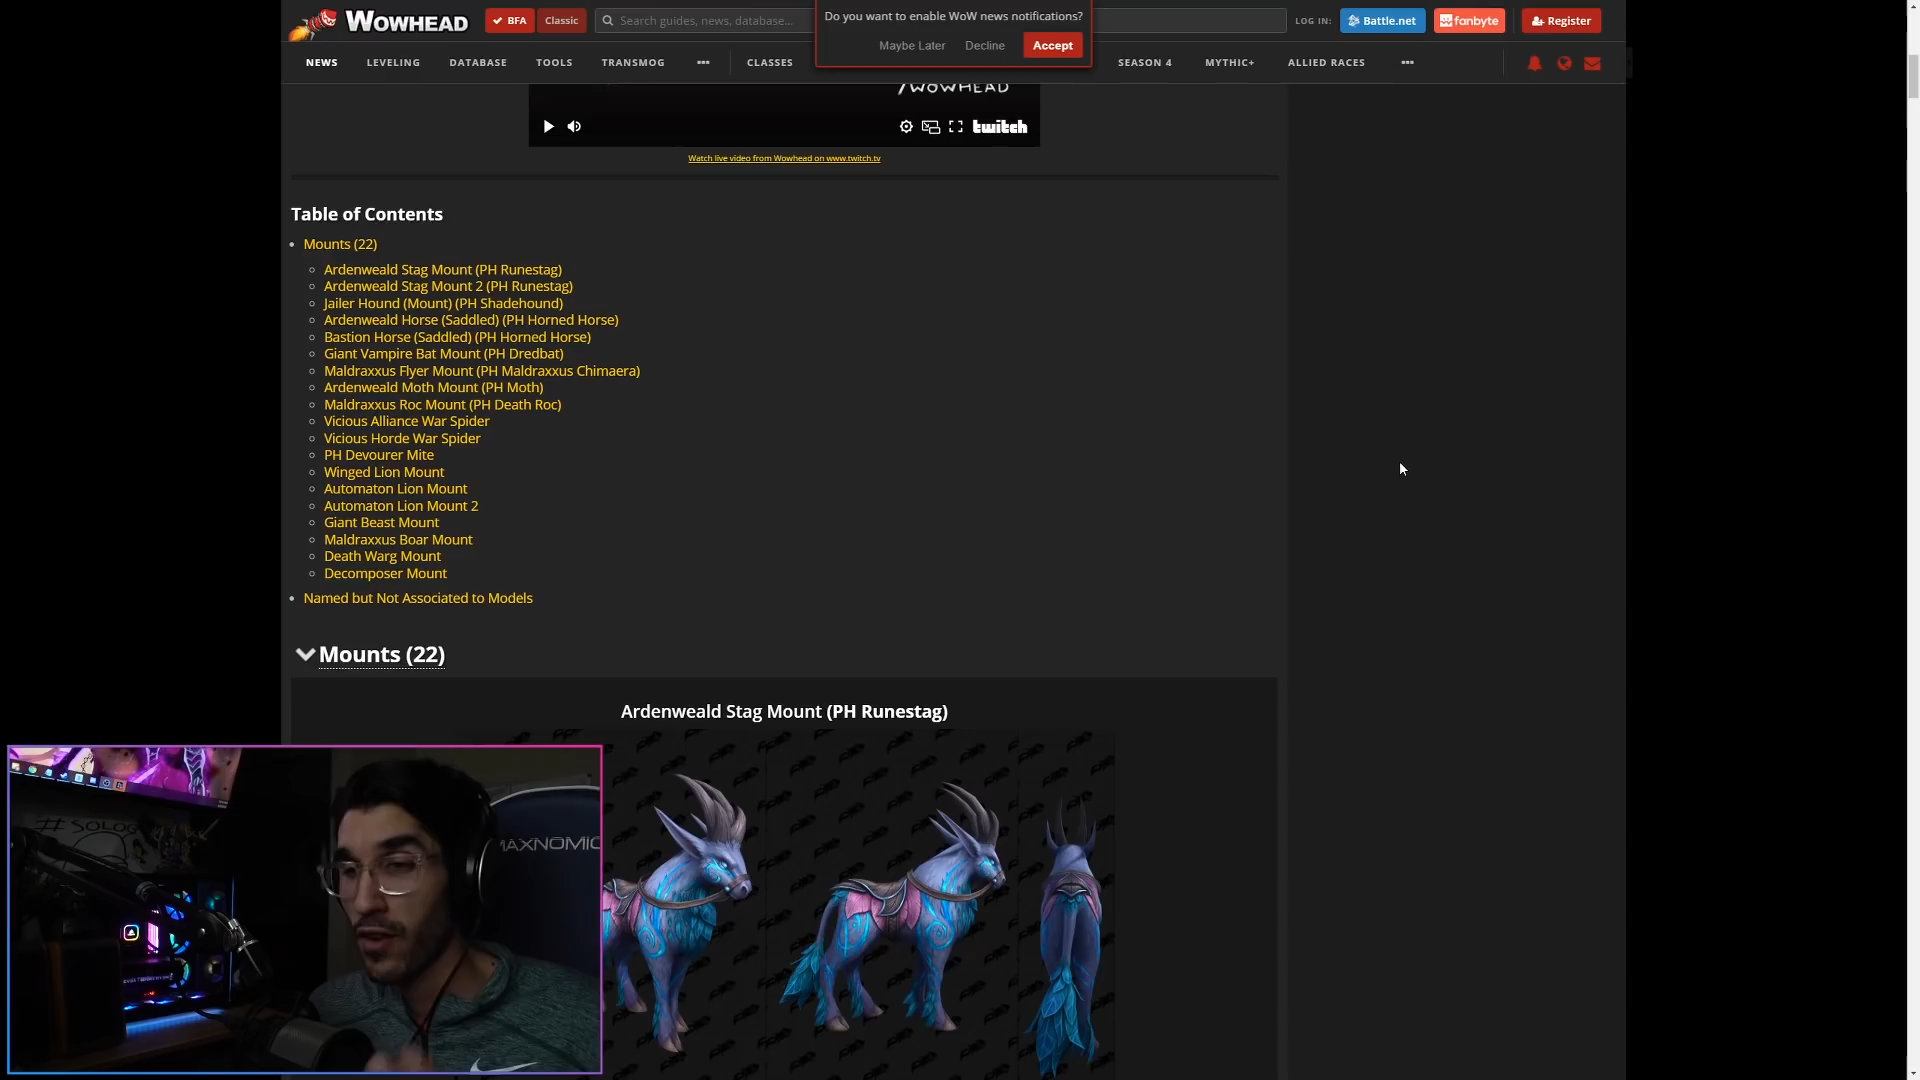 WOWHEAD
BFA
Classic
Search guides, news, database...
Do you want to enable WoW news notifications?
Maybe Later
Decline
Accept
LOG IN:
Battle.net
fanbyte
Register
NEWS
LEVELING
DATABASE
TOOLS
TRANSMOG
CLASSES
SEASON 4
MYTHIC+
ALLIED RACES
/WOWHEAD
twitch
Watch live video from Wowhead on www.twitch.tv
Table of Contents
Mounts (22)
Ardenweald Stag Mount (PH Runestag)
Ardenweald Stag Mount 2 (PH Runestag)
Jailer Hound (Mount) (PH Shadehound)
Ardenweald Horse (Saddled) (PH Horned Horse)
Bastion Horse (Saddled) (PH Horned Horse)
Giant Vampire Bat Mount (PH Dredbat)
Maldraxxus Flyer Mount (PH Maldraxxus Chimaera)
Ardenweald Moth Mount (PH Moth)
Maldraxxus Roc Mount (PH Death Roc)
Vicious Alliance War Spider
Vicious Horde War Spider
PH Devourer Mite
Winged Lion Mount
Automaton Lion Mount
Automaton Lion Mount 2
Giant Beast Mount
Maldraxxus Boar Mount
Death Warg Mount
Decomposer Mount
Named but Not Associated to Models
Mounts (22)
Ardenweald Stag Mount (PH Runestag)
MAXNOMIC